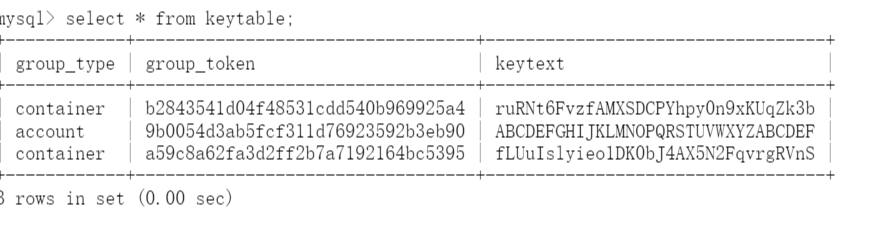 mysql> select * from keytable;
+------------+----------------------------------+----------------------------------+
| group_type | group_token | keytext |
+------------+----------------------------------+----------------------------------+
| container | b2843541d04f48531cdd540b969925a4 | ruRNt6FvzfAMXSDCPYhpyOn9xKUqZk3b |
| account | 9b0054d3ab5fcf311d76923592b3eb90 | ABCDEFGHIJKLMNOPQRSTUVWXYZABCDEF |
| container | a59c8a62fa3d2ff2b7a7192164bc5395 | fLUuIslyieo1DK0bJ4AX5N2FqvrgRVnS |
+------------+----------------------------------+----------------------------------+
3 rows in set (0.00 sec)